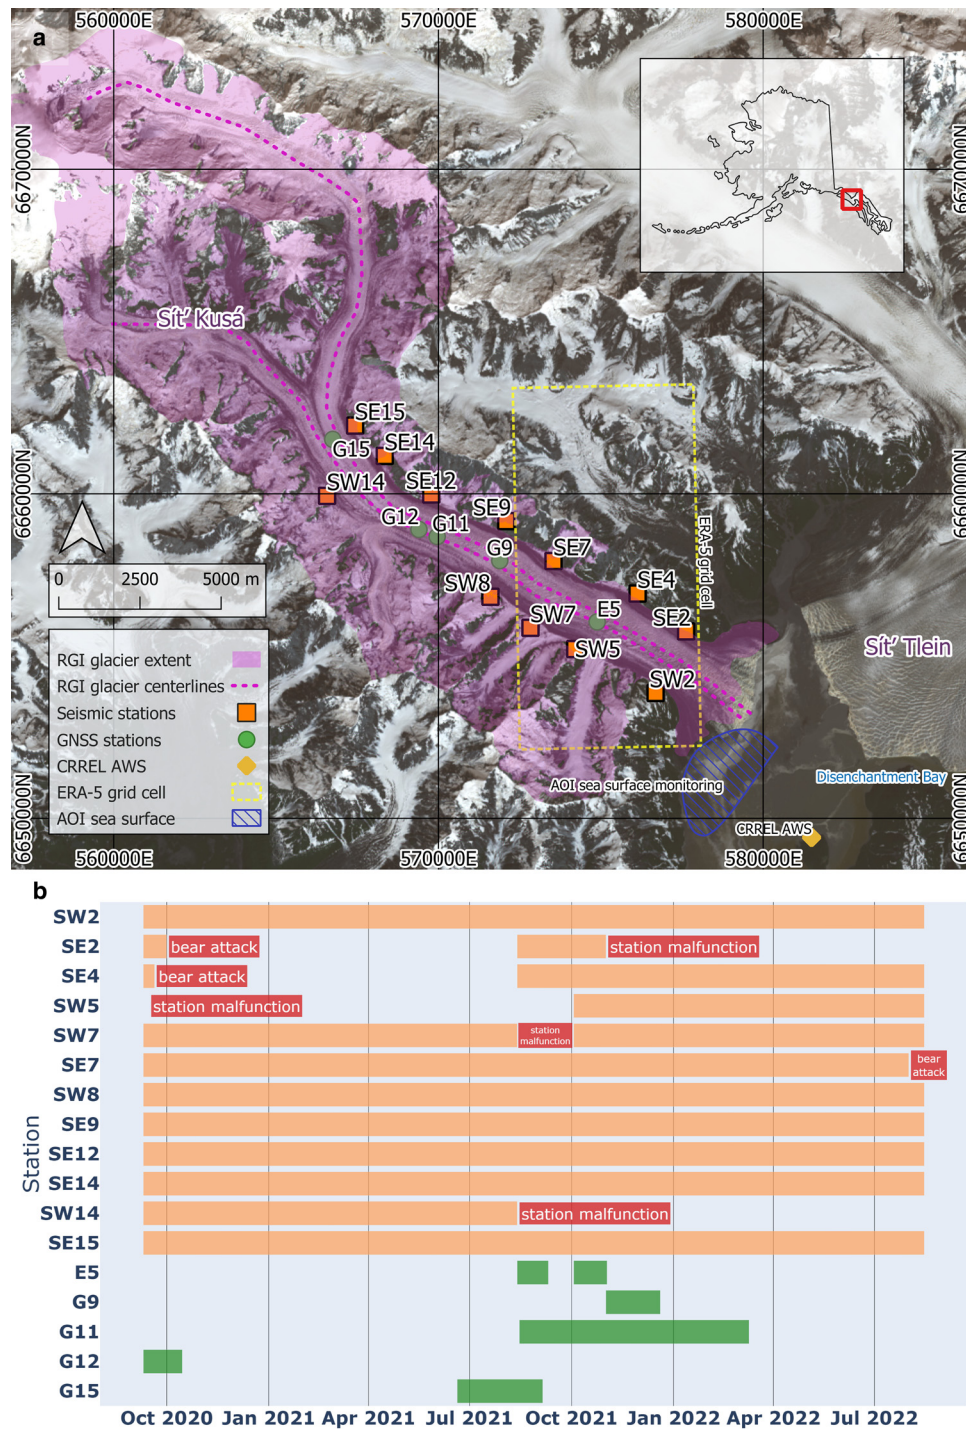 a
560000E
570000E
580000E
6670000N
6670000N
Sít' Kusá
SE15
G15
SE14
SW14
SE12
6660000N
6660000N
G12
G11
SE9
G9
SE7
ERA-5 grid cell
SW8
SE4
SW7
E5
SE2
SW5
Sít' Tlein
SW2
0
2500
5000 m
RGI glacier extent
RGI glacier centerlines
Seismic stations
GNSS stations
CRREL AWS
ERA-5 grid cell
AOI sea surface
AOI sea surface monitoring
Disenchantment Bay
CRREL AWS
6650000N
6650000N
560000E
570000E
580000E
b
Station
SW2
SE2
bear attack
station malfunction
SE4
bear attack
SW5
station malfunction
SW7
station
malfunction
SE7
bear
attack
SW8
SE9
SE12
SE14
SW14
station malfunction
SE15
E5
G9
G11
G12
G15
Oct 2020
Jan 2021
Apr 2021
Jul 2021
Oct 2021
Jan 2022
Apr 2022
Jul 2022